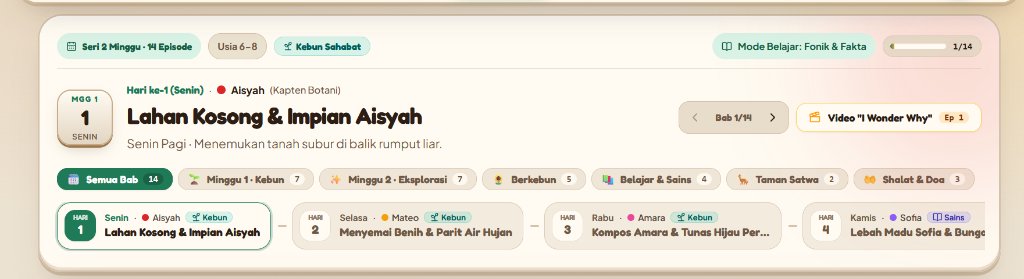 Seri 2 Minggu · 14 Episode
Usia 6–8
Kebun Sahabat
Mode Belajar: Fonik & Fakta
1/14
MGG 1
1
SENIN
Hari ke-1 (Senin) · Aisyah (Kapten Botani)
Lahan Kosong & Impian Aisyah
Senin Pagi · Menemukan tanah subur di balik rumput liar.
Bab 1/14
Video "I Wonder Why" Ep 1
Semua Bab 14
Minggu 1 · Kebun 7
Minggu 2 · Eksplorasi 7
Berkebun 5
Belajar & Sains 4
Taman Satwa 2
Shalat & Doa 3
HARI
1
Senin · Aisyah Kebun
Lahan Kosong & Impian Aisyah
HARI
2
Selasa · Mateo Kebun
Menyemai Benih & Parit Air Hujan
HARI
3
Rabu · Amara Kebun
Kompos Amara & Tunas Hijau Per...
HARI
4
Kamis · Sofia Sains
Lebah Madu Sofia & Bunga